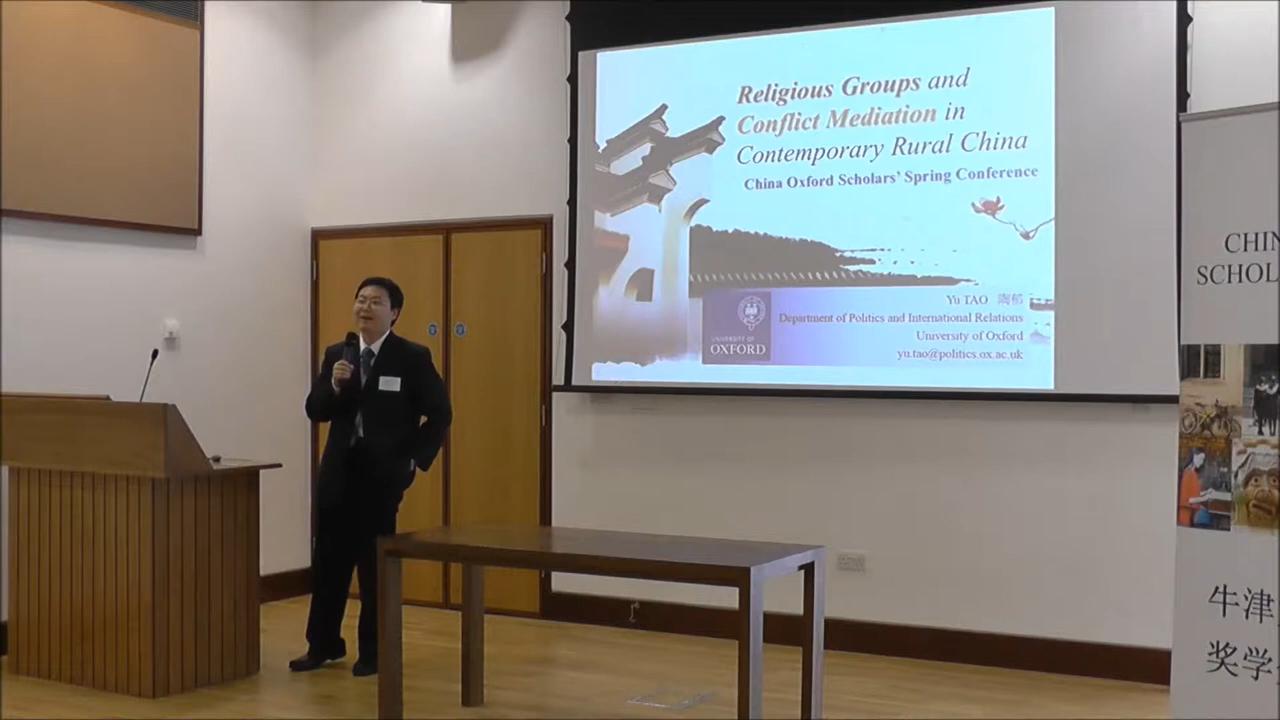 Religious Groups and
Conflict Mediation in
Contemporary Rural China
China Oxford Scholars' Spring Conference
Yu TAO 陶郁
Department of Politics and International Relations
University of Oxford
yu.tao@politics.ox.ac.uk
UNIVERSITY OF
OXFORD
CHIN
SCHOL
牛津
奖学